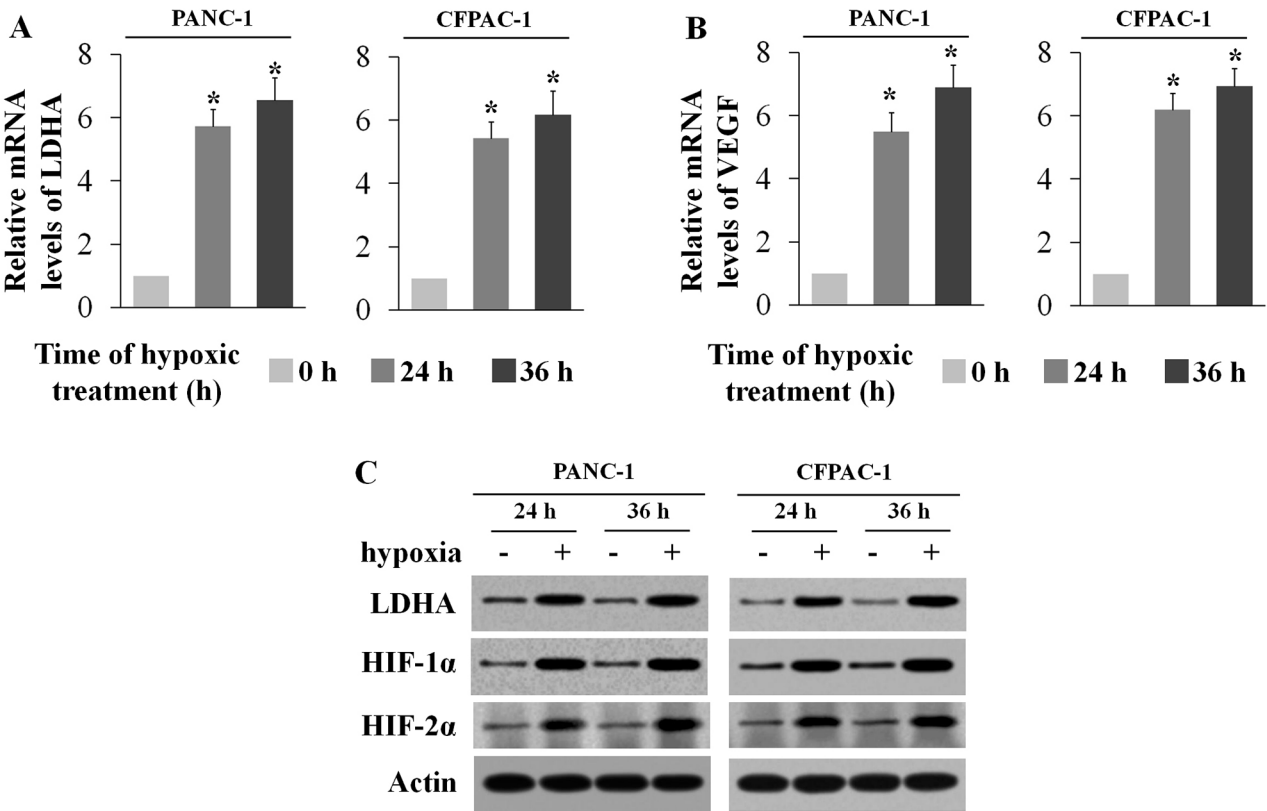 A
PANC-1
CFPAC-1
Relative mRNA
levels of LDHA
8
6
4
2
0
*
*
8
6
4
2
0
*
*
Time of hypoxic
treatment (h)
0 h
24 h
36 h
B
PANC-1
CFPAC-1
Relative mRNA
levels of VEGF
8
6
4
2
0
*
*
8
6
4
2
0
*
*
Time of hypoxic
treatment (h)
0 h
24 h
36 h
C
PANC-1
CFPAC-1
24 h 36 h 24 h 36 h
hypoxia - + - + - + - +
LDHA
HIF-1α
HIF-2α
Actin